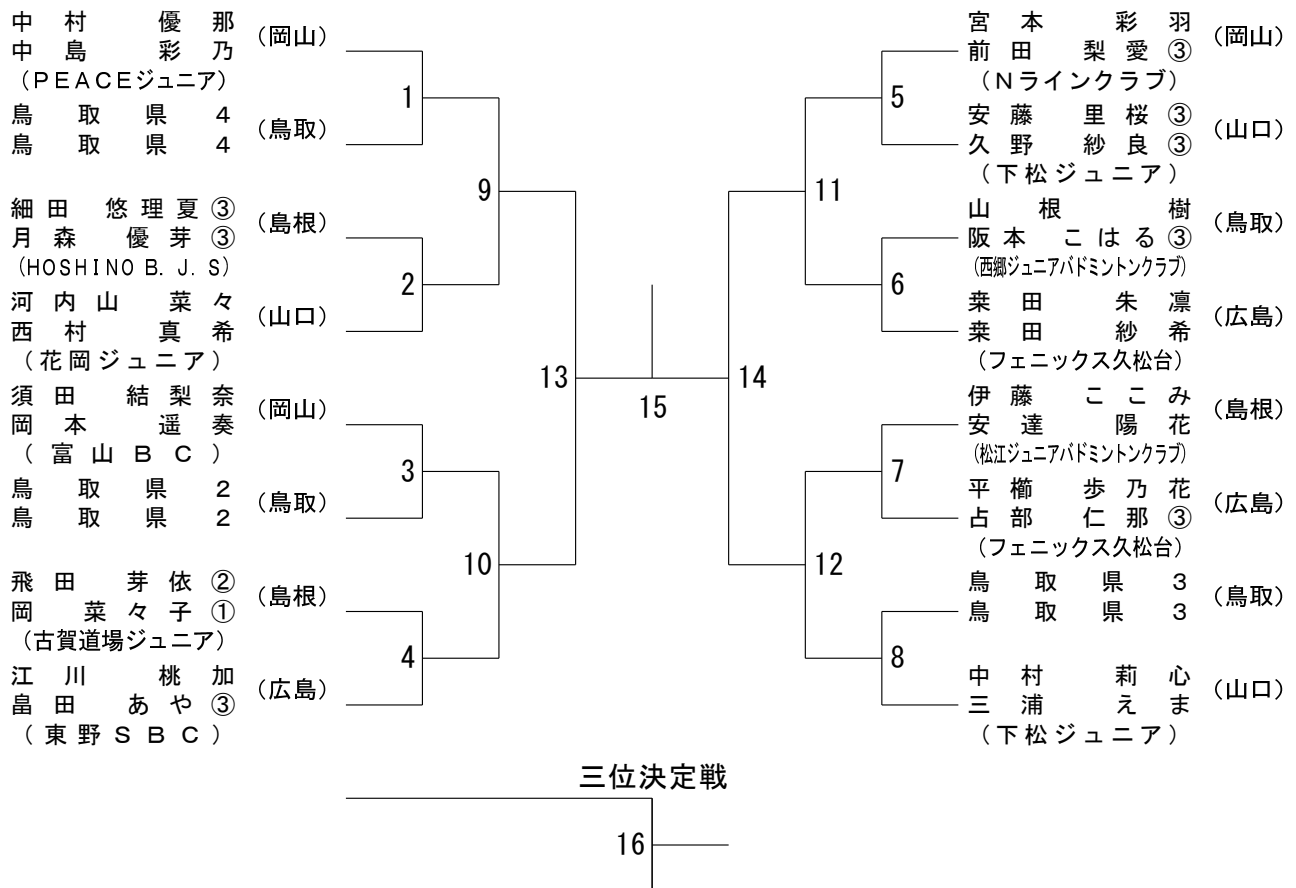 中村 優那
中島 彩乃
(岡山)
(PEACEジュニア)
鳥取県 4
鳥取県 4
(鳥取)
細田 悠理夏③
月森 優芽③
(島根)
(HOSHINO B. J. S)
河内山 菜々
西村 真希
(山口)
(花岡ジュニア)
須田 結梨奈
岡本 遥奏
(岡山)
(富山BC)
鳥取県 2
鳥取県 2
(鳥取)
飛田 芽依②
岡 菜々子①
(島根)
(古賀道場ジュニア)
江川 桃加
畠田 あや③
(広島)
(東野SBC)
1
2
3
4
9
10
13
15
14
11
12
5
6
7
8
宮本 彩羽
前田 梨愛③
(岡山)
(Nラインクラブ)
安藤 里桜③
久野 紗良③
(山口)
(下松ジュニア)
山根 樹
阪本 こはる③
(鳥取)
(西郷ジュニアバドミントンクラブ)
桒田 朱凛
桒田 紗希
(広島)
(フェニックス久松台)
伊藤 ここみ
安達 陽花
(島根)
(松江ジュニアバドミントンクラブ)
平櫛 歩乃花
占部 仁那③
(広島)
(フェニックス久松台)
鳥取県 3
鳥取県 3
(鳥取)
中村 莉心
三浦 えま
(山口)
(下松ジュニア)
三位決定戦
16